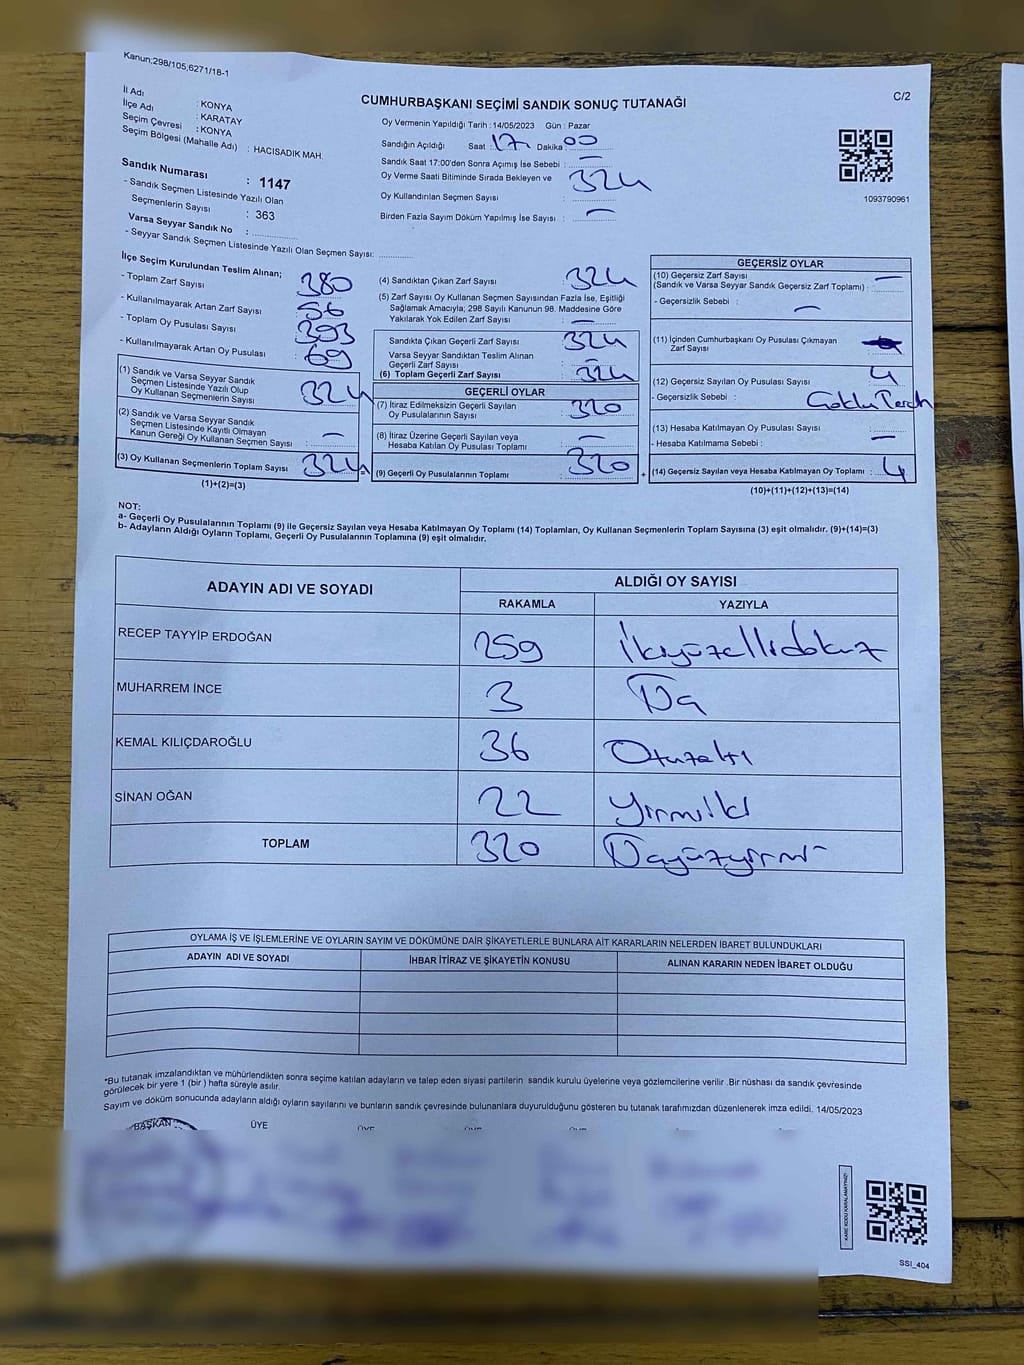 Kanun;298/105,6271/18-1
C/2
CUMHURBAŞKANI SEÇİMİ SANDIK SONUÇ TUTANAĞI
İl Adı : KONYA
İlçe Adı : KARATAY
Seçim Çevresi : KONYA
Seçim Bölgesi (Mahalle Adı) : HACISADIK MAH.
Sandık Numarası : 1147
- Sandık Seçmen Listesinde Yazılı Olan
Seçmenlerin Sayısı : 363
Varsa Seyyar Sandık No :
- Seyyar Sandık Seçmen Listesinde Yazılı Olan Seçmen Sayısı:
Oy Vermenin Yapıldığı Tarih : 14/05/2023 Gün : Pazar
Sandığın Açıldığı Saat : 17 Dakika : 00
Sandık Saat 17:00'den Sonra Açımış İse Sebebi : —
Oy Verme Saati Bitiminde Sırada Bekleyen ve
Oy Kullandırılan Seçmen Sayısı : 324
Birden Fazla Sayım Döküm Yapılmış İse Sayısı : —
1093790961
İlçe Seçim Kurulundan Teslim Alınan;
- Toplam Zarf Sayısı : 380
- Kullanılmayarak Artan Zarf Sayısı : 56
- Toplam Oy Pusulası Sayısı : 393
- Kullanılmayarak Artan Oy Pusulası : 69
(1) Sandık ve Varsa Seyyar Sandık
Seçmen Listesinde Yazılı Olup
Oy Kullanan Seçmenlerin Sayısı : 324
(2) Sandık ve Varsa Seyyar Sandık
Seçmen Listesinde Kayıtlı Olmayan
Kanun Gereği Oy Kullanan Seçmen Sayısı : —
(3) Oy Kullanan Seçmenlerin Toplam Sayısı : 324
(1)+(2)=(3)
(4) Sandıktan Çıkan Zarf Sayısı : 324
(5) Zarf Sayısı Oy Kullanan Seçmen Sayısından Fazla İse, Eşitliği
Sağlamak Amacıyla; 298 Sayılı Kanunun 98. Maddesine Göre
Yakılarak Yok Edilen Zarf Sayısı : —
Sandıkta Çıkan Geçerli Zarf Sayısı : 324
Varsa Seyyar Sandıktan Teslim Alınan
Geçerli Zarf Sayısı : —
(6) Toplam Geçerli Zarf Sayısı : 324
GEÇERLİ OYLAR
(7) İtiraz Edilmeksizin Geçerli Sayılan
Oy Pusulalarının Sayısı : 320
(8) İtiraz Üzerine Geçerli Sayılan veya
Hesaba Katılan Oy Pusulası Toplamı : —
(9) Geçerli Oy Pusulalarının Toplamı : 320
GEÇERSİZ OYLAR
(10) Geçersiz Zarf Sayısı
(Sandık ve Varsa Seyyar Sandık Geçersiz Zarf Toplamı) : —
- Geçersizlik Sebebi : —
(11) İçinden Cumhurbaşkanı Oy Pusulası Çıkmayan
Zarf Sayısı
(12) Geçersiz Sayılan Oy Pusulası Sayısı : 4
- Geçersizlik Sebebi :
(13) Hesaba Katılmayan Oy Pusulası Sayısı :
- Hesaba Katılmama Sebebi : —
(14) Geçersiz Sayılan veya Hesaba Katılmayan Oy Toplamı : 4
(10)+(11)+(12)+(13)=(14)
NOT:
a- Geçerli Oy Pusulalarının Toplamı (9) ile Geçersiz Sayılan veya Hesaba Katılmayan Oy Toplamı (14) Toplamları, Oy Kullanan Seçmenlerin Toplam Sayısına (3) eşit olmalıdır. (9)+(14)=(3)
b- Adayların Aldığı Oyların Toplamı, Geçerli Oy Pusulalarının Toplamına (9) eşit olmalıdır.
ADAYIN ADI VE SOYADI ALDIĞI OY SAYISI
RAKAMLA YAZIYLA
RECEP TAYYİP ERDOĞAN 259 İkiyüzellidokuz
MUHARREM İNCE 3 Üç
KEMAL KILIÇDAROĞLU 36 Otuzaltı
SİNAN OĞAN 22 Yirmiiki
TOPLAM 320 Üçyüzyirmi
OYLAMA İŞ VE İŞLEMLERİNE VE OYLARIN SAYIM VE DÖKÜMÜNE DAİR ŞİKAYETLERLE BUNLARA AİT KARARLARIN NELERDEN İBARET BULUNDUKLARI
ADAYIN ADI VE SOYADI İHBAR İTİRAZ VE ŞİKAYETİN KONUSU ALINAN KARARIN NEDEN İBARET OLDUĞU
*Bu tutanak imzalandıktan ve mühürlendikten sonra seçime katılan adayların ve talep eden siyasi partilerin sandık kurulu üyelerine veya gözlemcilerine verilir .Bir nüshası da sandık çevresinde
görülecek bir yere 1 (bir ) hafta süreyle asılır.
Sayım ve döküm sonucunda adayların aldığı oyların sayılarını ve bunların sandık çevresinde bulunanlara duyurulduğunu gösteren bu tutanak tarafımızdan düzenlenerek imza edildi. 14/05/2023
BAŞKAN ÜYE
KARE KODU KARALAMAYINIZ!
SSI_404